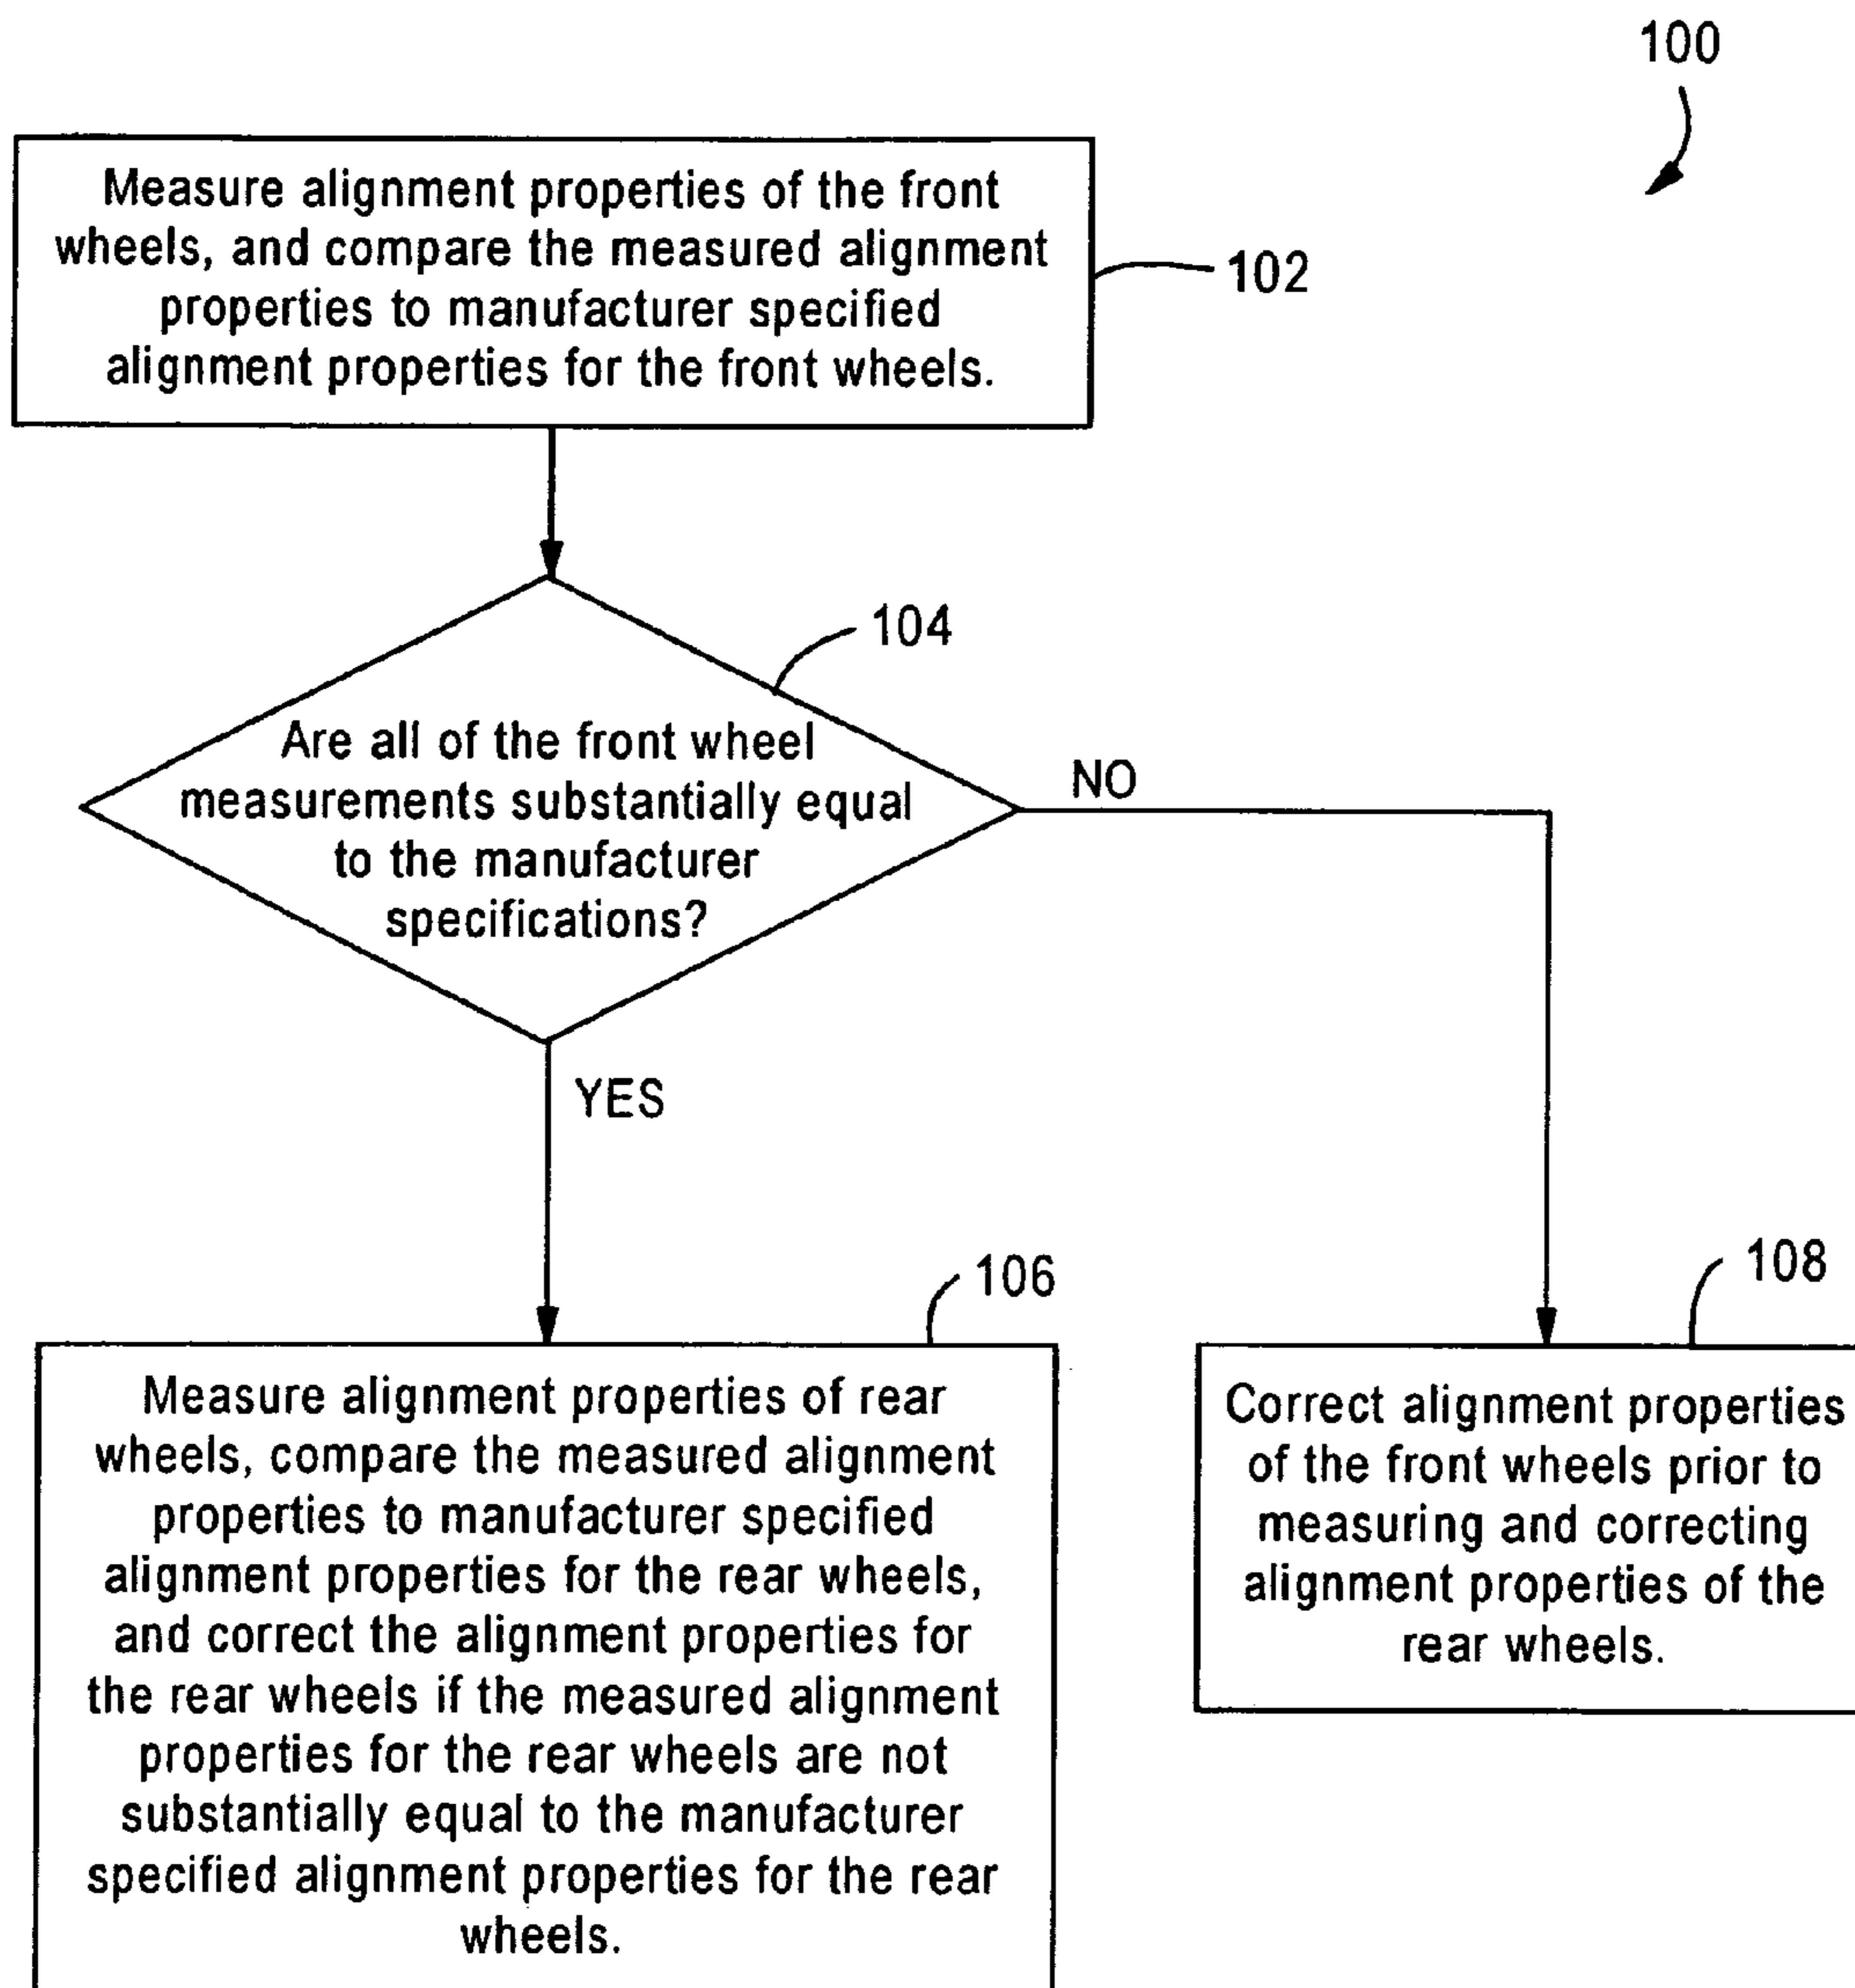 100
Measure alignment properties of the front
wheels, and compare the measured alignment
properties to manufacturer specified
alignment properties for the front wheels.
102
104
Are all of the front wheel
measurements substantially equal
to the manufacturer
specifications?
NO
YES
106
Measure alignment properties of rear
wheels, compare the measured alignment
properties to manufacturer specified
alignment properties for the rear wheels,
and correct the alignment properties for
the rear wheels if the measured alignment
properties for the rear wheels are not
substantially equal to the manufacturer
specified alignment properties for the rear
wheels.
108
Correct alignment properties
of the front wheels prior to
measuring and correcting
alignment properties of the
rear wheels.